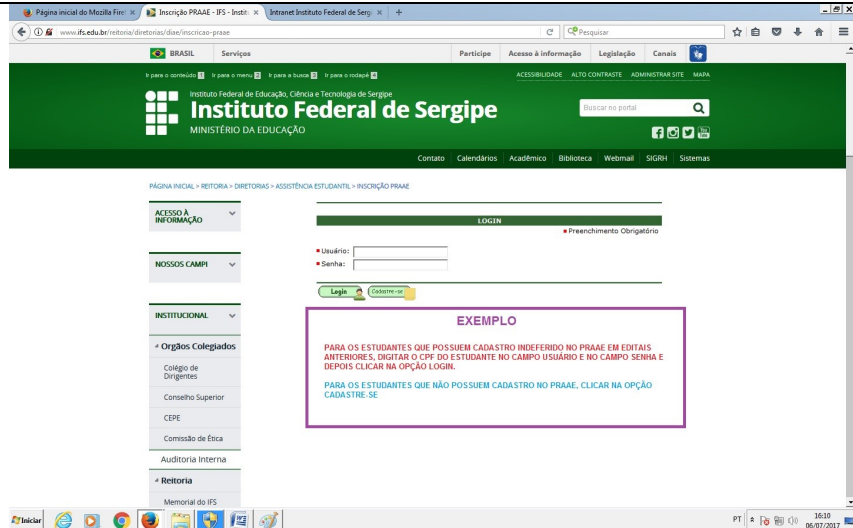 Página inicial do Mozilla Firef
Inscrição PRAAE - IFS - Institu
Intranet Instituto Federal de Sergi
www.ifs.edu.br/reitoria/diretorias/diae/inscricao-praae
Pesquisar
BRASIL Serviços Participe Acesso à informação Legislação Canais
Ir para o conteúdo 1 Ir para o menu 2 Ir para a busca 3 Ir para o rodapé 4 ACESSIBILIDADE ALTO CONTRASTE ADMINISTRAR SITE MAPA
Instituto Federal de Educação, Ciência e Tecnologia de Sergipe
Instituto Federal de Sergipe
Buscar no portal
MINISTÉRIO DA EDUCAÇÃO
Contato Calendários Acadêmico Biblioteca Webmail SIGRH Sistemas
PÁGINA INICIAL > REITORIA > DIRETORIAS > ASSISTÊNCIA ESTUDANTIL > INSCRIÇÃO PRAAE
ACESSO À
INFORMAÇÃO
NOSSOS CAMPI
INSTITUCIONAL
Orgãos Colegiados
Colégio de
Dirigentes
Conselho Superior
CEPE
Comissão de Ética
Auditoria Interna
Reitoria
Memorial do IFS
LOGIN
Preenchimento Obrigatório
Usuário:
Senha:
Login Cadastre-se
EXEMPLO
PARA OS ESTUDANTES QUE POSSUEM CADASTRO INDEFERIDO NO PRAAE EM EDITAIS
ANTERIORES, DIGITAR O CPF DO ESTUDANTE NO CAMPO USUÁRIO E NO CAMPO SENHA E
DEPOIS CLICAR NA OPÇÃO LOGIN.
PARA OS ESTUDANTES QUE NÃO POSSUEM CADASTRO NO PRAAE, CLICAR NA OPÇÃO
CADASTRE-SE
Iniciar
PT
16:10
06/07/2017